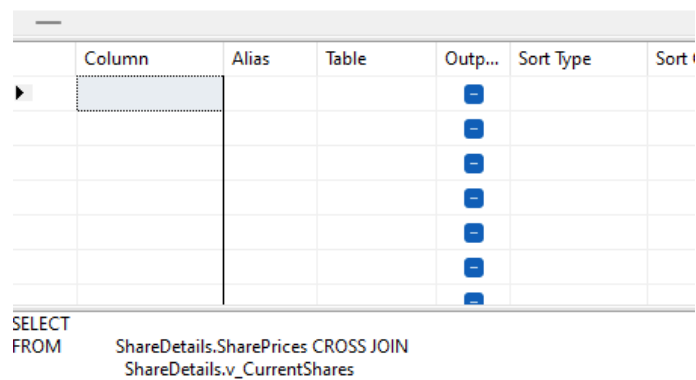 Column Alias Table Outp... Sort Type Sort
SELECT
FROM ShareDetails.SharePrices CROSS JOIN
ShareDetails.v_CurrentShares